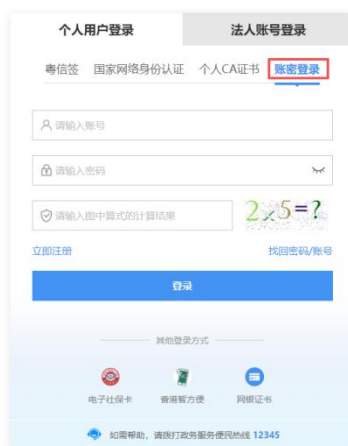 个人用户登录 法人账号登录
粤信签 国家网络身份认证 个人CA证书 账密登录
请输入账号
请输入密码
请输入图中算式的计算结果 2×5=?
立即注册 找回密码/账号
登录
其他登录方式
电子社保卡 香港智方便 网银证书
如需帮助，请拨打政务服务便民热线 12345